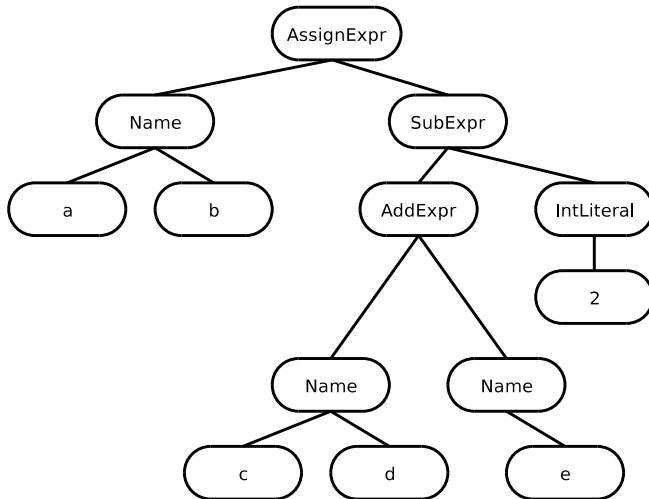 AssignExpr
Name
SubExpr
a
b
AddExpr
IntLiteral
2
Name
Name
c
d
e